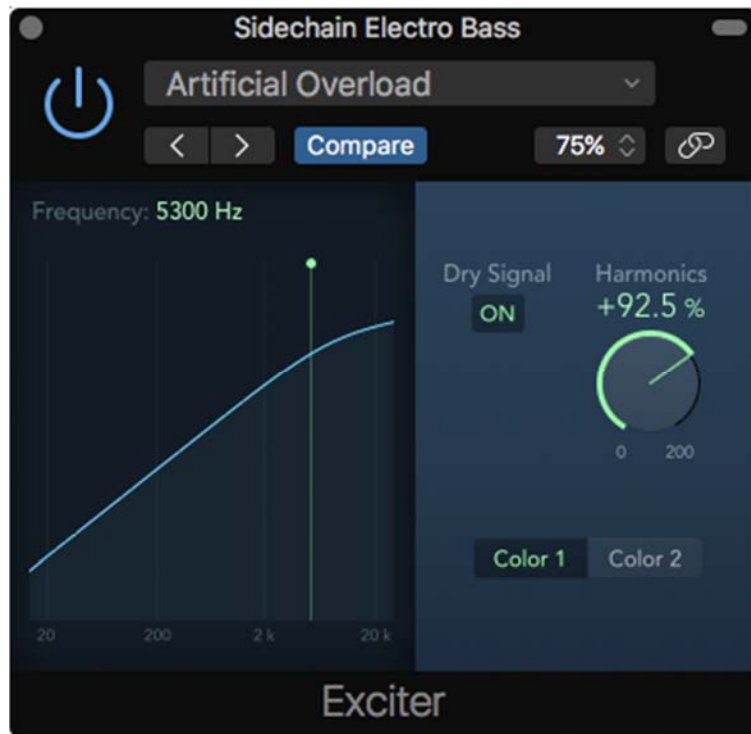 Sidechain Electro Bass
Artificial Overload
Compare
75%
Frequency: 5300 Hz
Dry Signal
ON
Harmonics
+92.5 %
0 200
20 200 2 k 20 k
Color 1 Color 2
Exciter